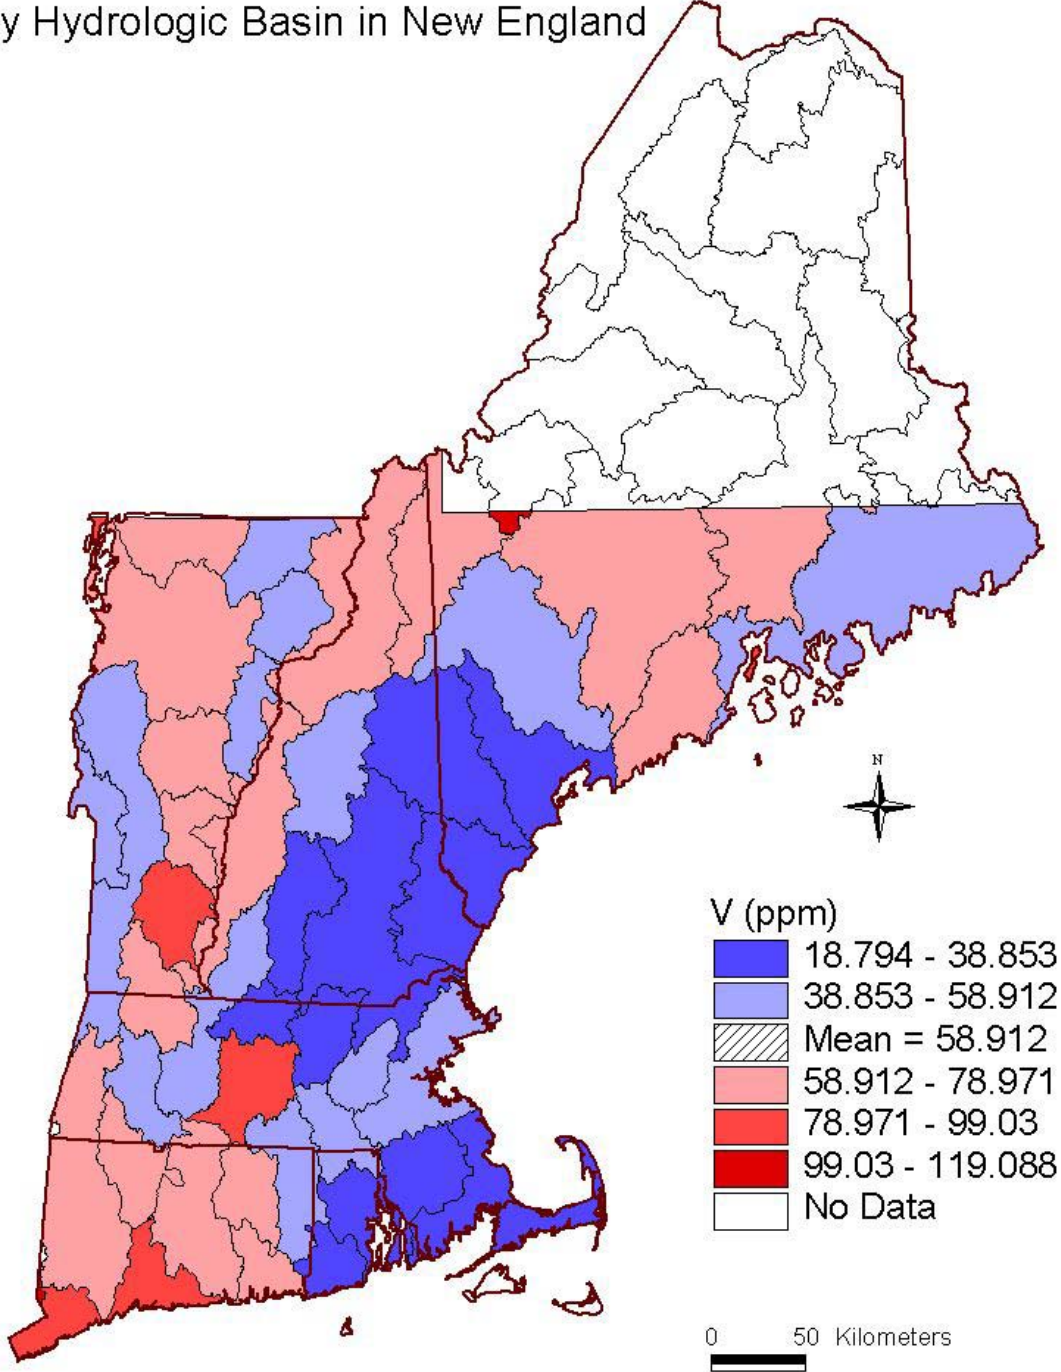 y Hydrologic Basin in New England
N
V (ppm)
18.794 - 38.853
38.853 - 58.912
Mean = 58.912
58.912 - 78.971
78.971 - 99.03
99.03 - 119.088
No Data
0 50 Kilometers